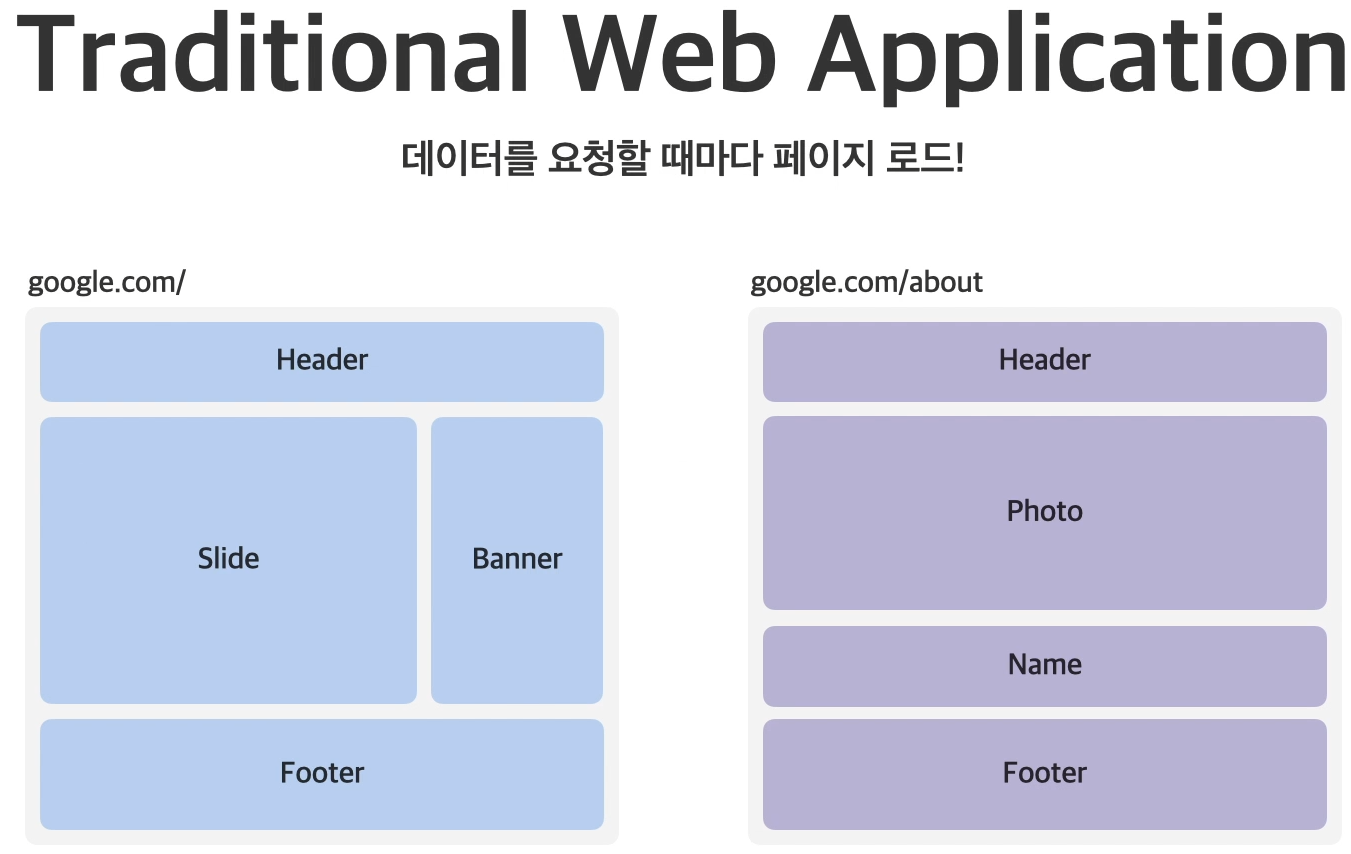 Traditional Web Application
데이터를 요청할 때마다 페이지 로드!
google.com/
Header
Slide
Banner
Footer
google.com/about
Header
Photo
Name
Footer